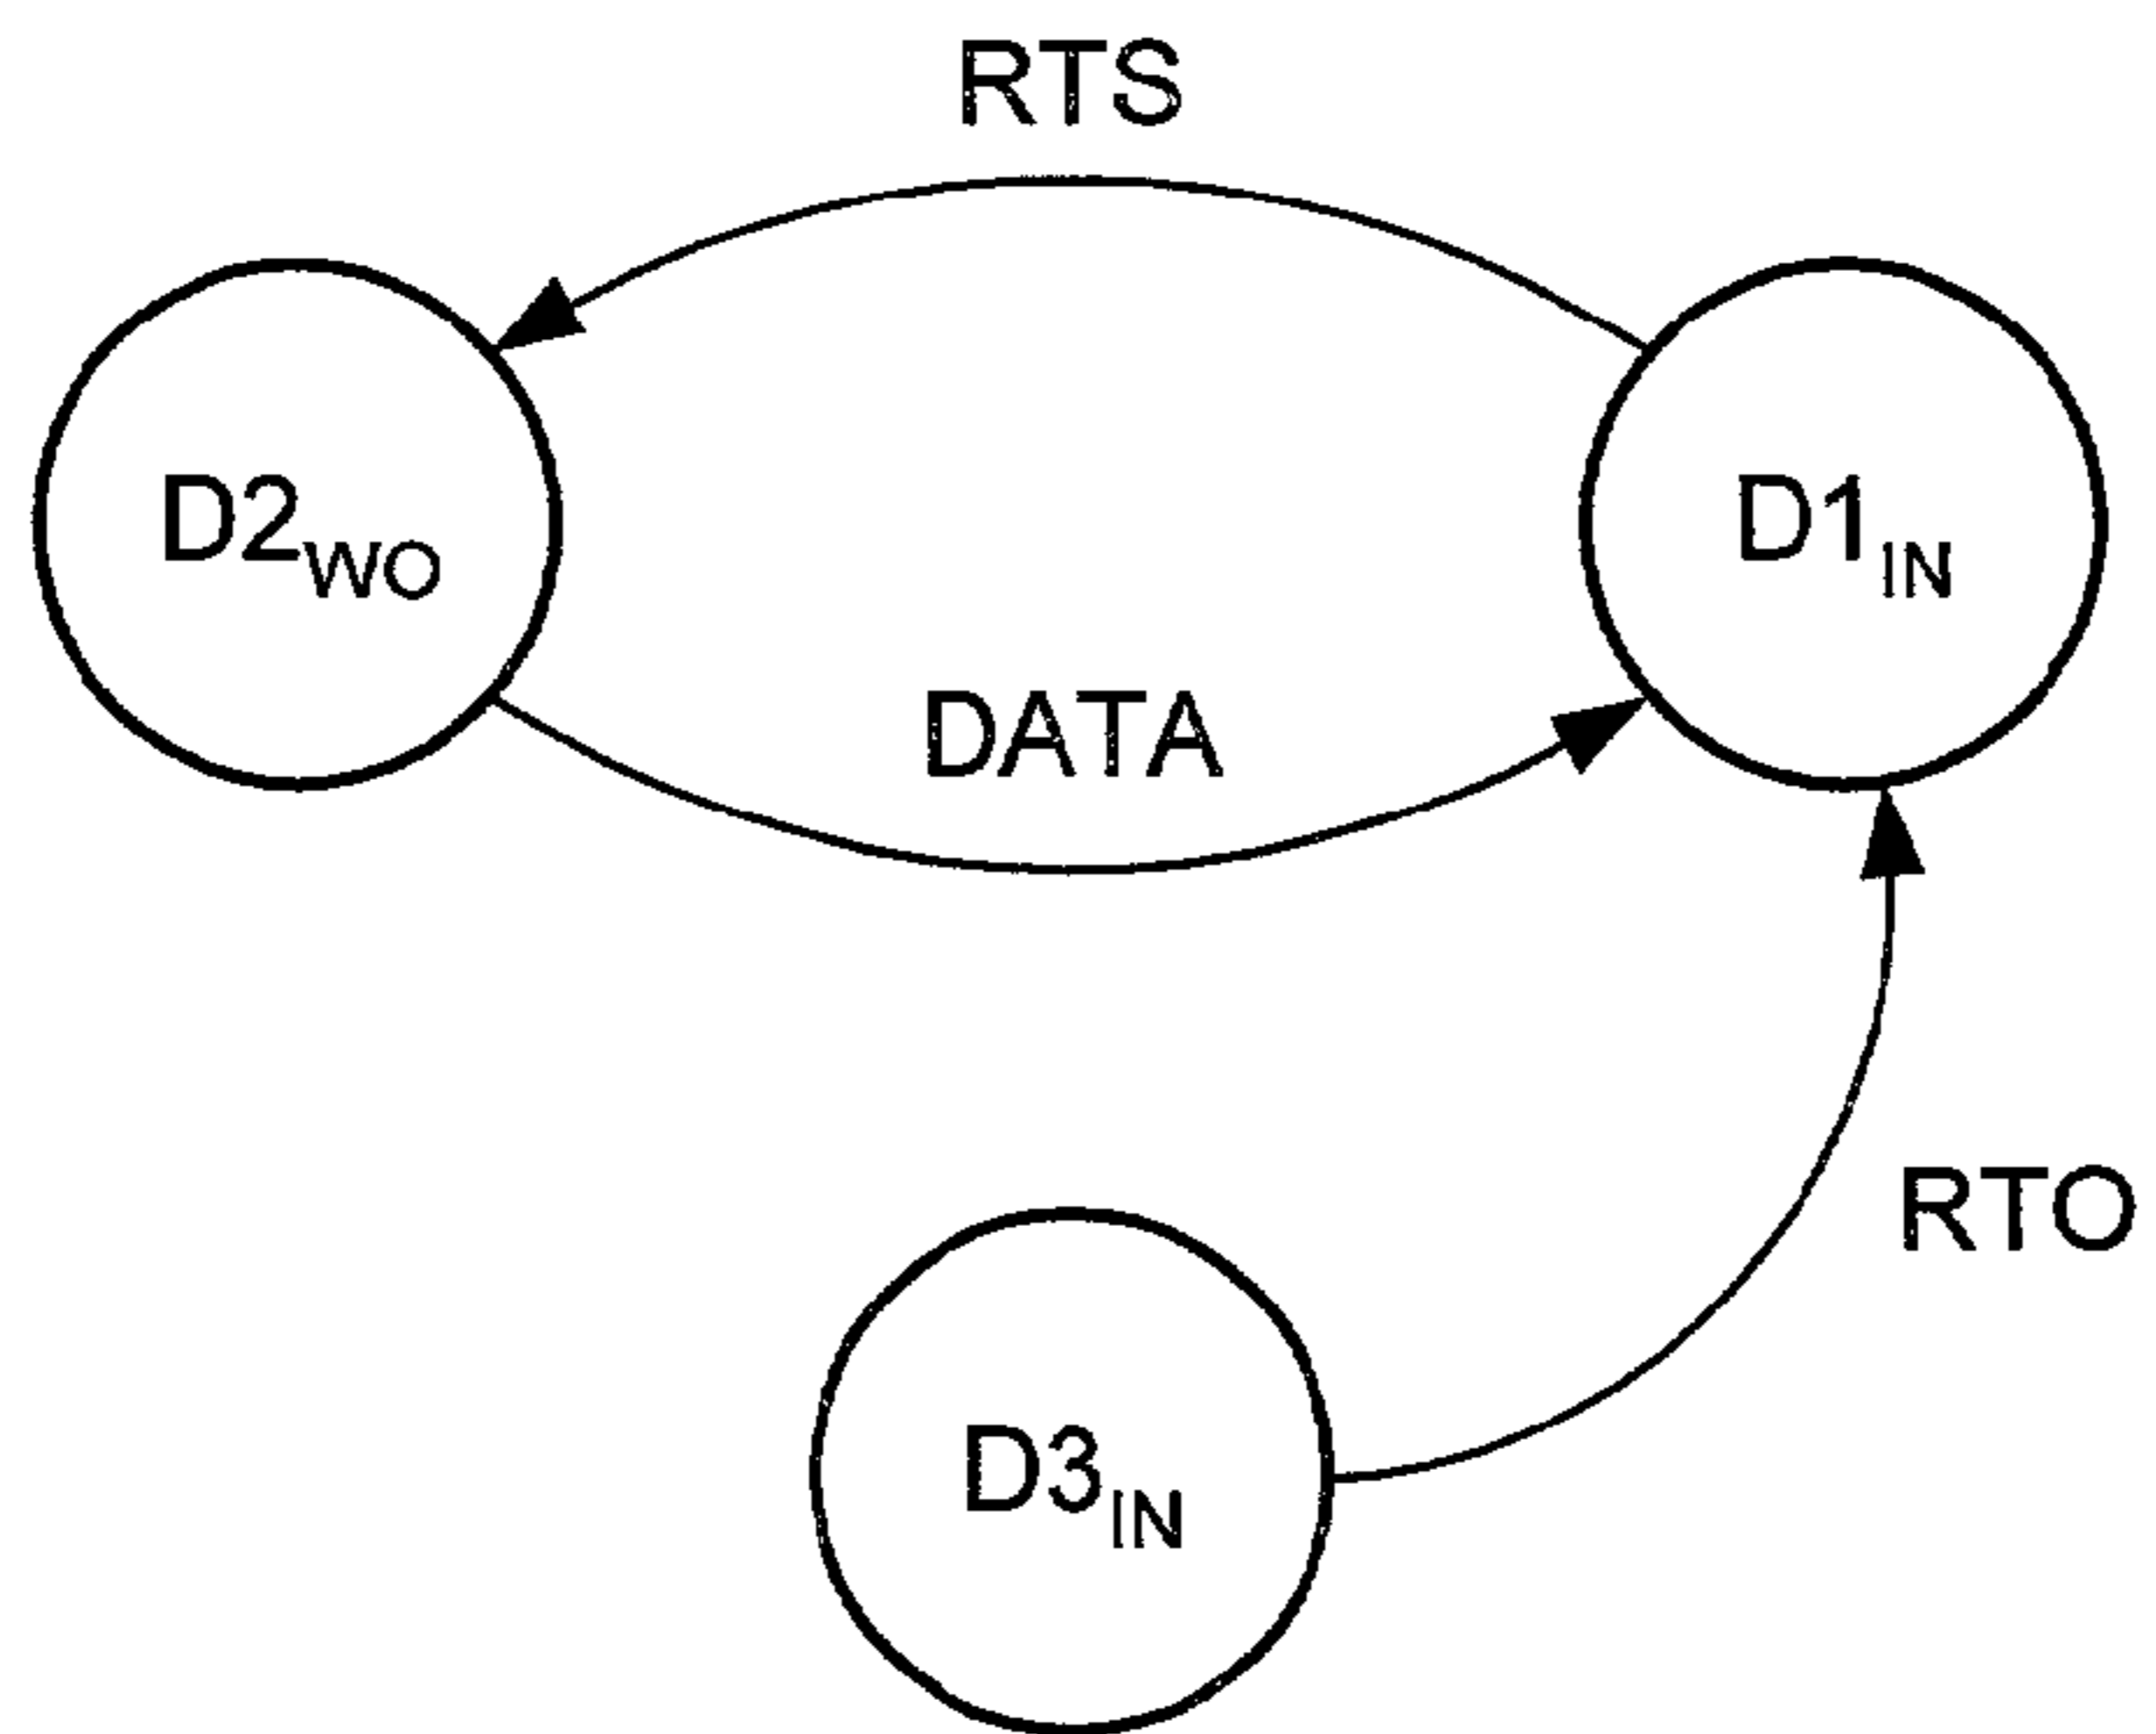 RTS
D2WO
D1IN
DATA
RTO
D3IN